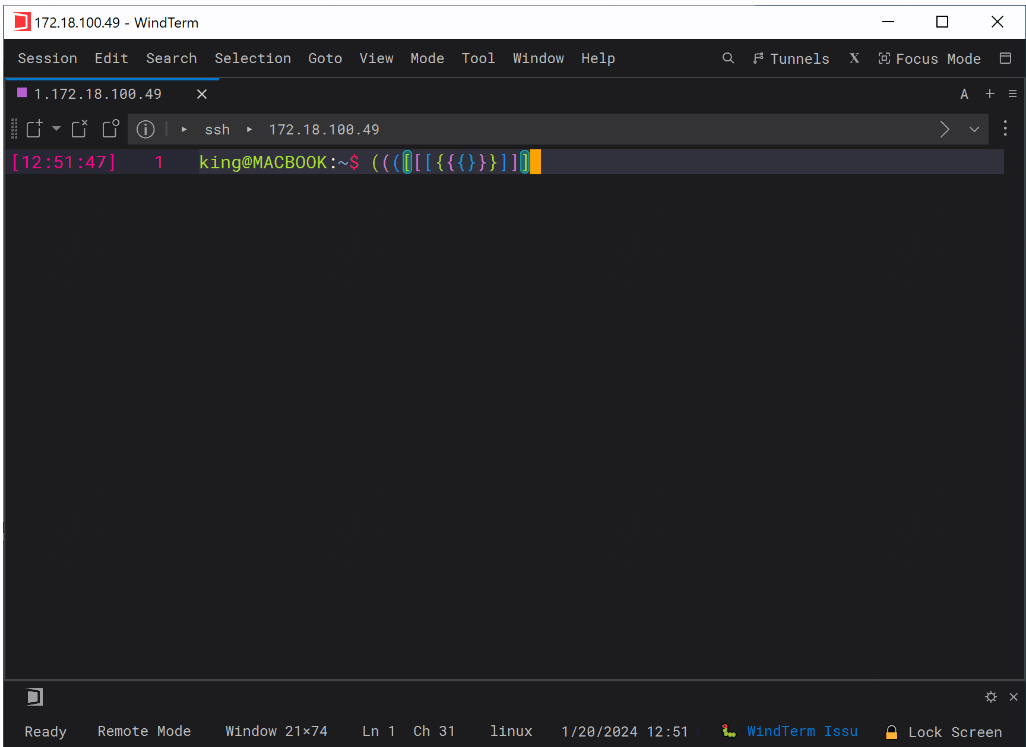 172.18.100.49 - WindTerm
Session Edit Search Selection Goto View Mode Tool Window Help Tunnels X Focus Mode
1.172.18.100.49 A
ssh 172.18.100.49
[12:51:47] 1 king@MACBOOK:~$ ((([[[{{{}}}]]]
Ready Remote Mode Window 21×74 Ln 1 Ch 31 linux 1/20/2024 12:51 WindTerm Issu Lock Screen